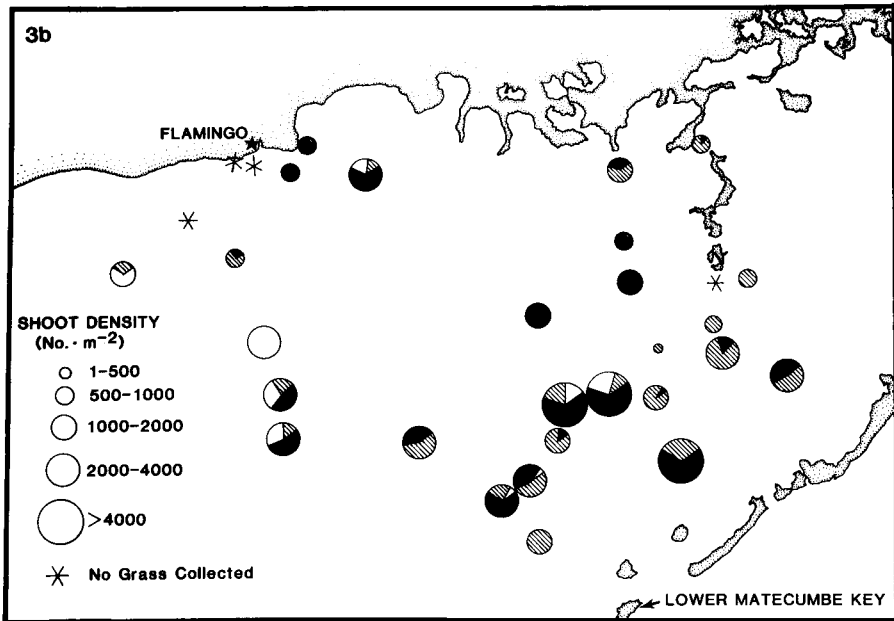 3b
FLAMINGO
SHOOT DENSITY
(No.· m⁻²)
1-500
500-1000
1000-2000
2000-4000
>4000
No Grass Collected
LOWER MATECUMBE KEY